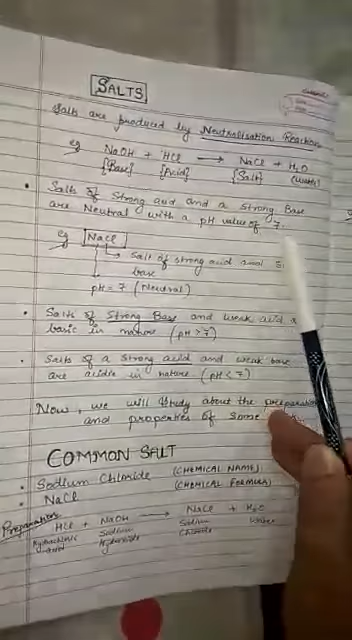 SALTS
Salts are produced by Neutralisation Reaction
eg NaOH + HCl → NaCl + H2O
{Base} {Acid} {Salt} (water)
• Salts of Strong acid and a Strong Base
are Neutral with a pH value of 7.
eg NaCl
→ Salt of strong acid and
base
pH = 7 (Neutral)
• Salts of Strong Base and weak acid
basic in nature (pH > 7)
• Salts of a strong acid and weak base
are acidic in nature (pH < 7)
Now, we will study about the preparation
and properties of some
COMMON SALT
• Sodium Chloride (CHEMICAL NAME)
• NaCl (CHEMICAL FORMULA)
Preparation
HCl + NaOH → NaCl + H2O
Hydrochloric Sodium Sodium Water
acid Hydroxide Chloride